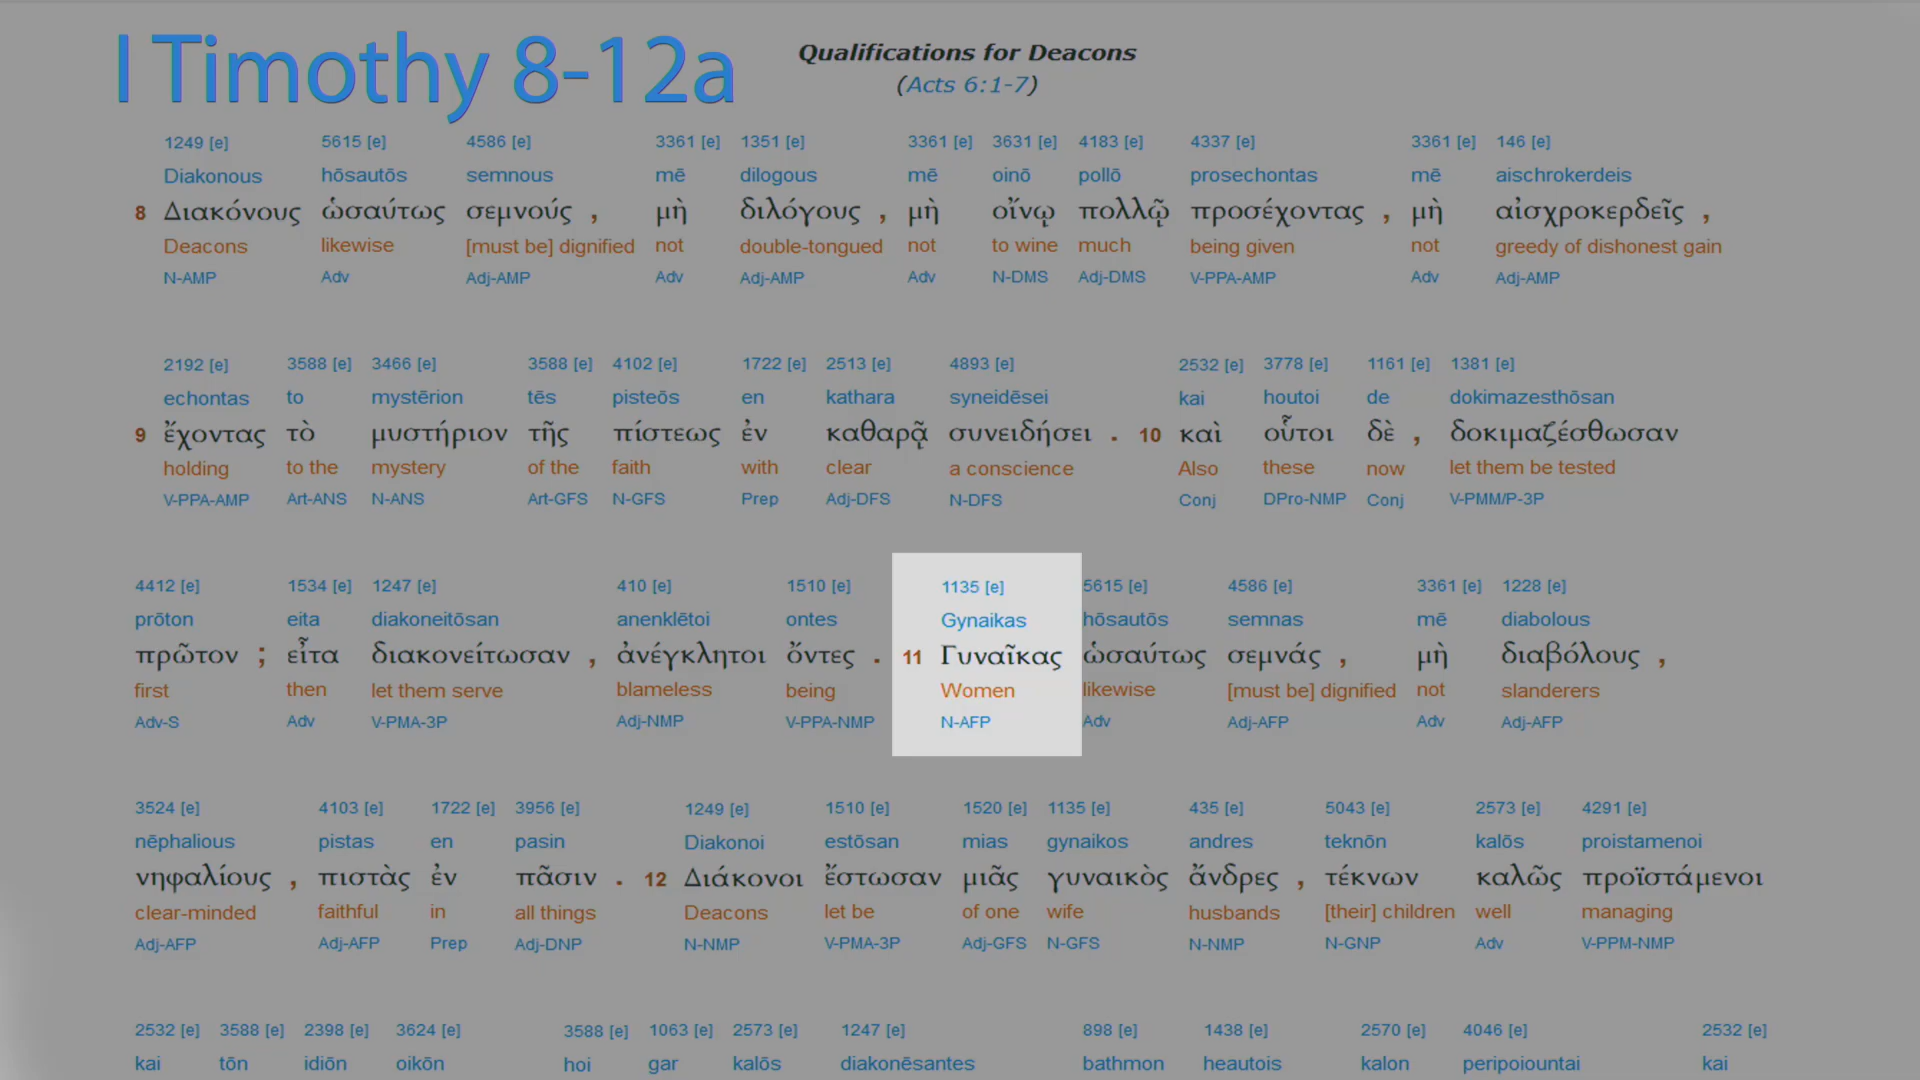 I Timothy 8-12a
Qualifications for Deacons
(Acts 6:1-7)
1249 [e] 5615 [e] 4586 [e] 3361 [e] 1351 [e] 3361 [e] 3631 [e] 4183 [e] 4337 [e] 3361 [e] 146 [e]
Diakonous hōsautōs semnous mē dilogous mē oinō pollō prosechontas mē aischrokerdeis
8 Διακόνους ὡσαύτως σεμνούς , μὴ διλόγους , μὴ οἴνῳ πολλῷ προσέχοντας , μὴ αἰσχροκερδεῖς ,
Deacons likewise [must be] dignified not double-tongued not to wine much being given not greedy of dishonest gain
N-AMP Adv Adj-AMP Adv Adj-AMP Adv N-DMS Adj-DMS V-PPA-AMP Adv Adj-AMP
2192 [e] 3588 [e] 3466 [e] 3588 [e] 4102 [e] 1722 [e] 2513 [e] 4893 [e] 2532 [e] 3778 [e] 1161 [e] 1381 [e]
echontas to mystērion tēs pisteōs en kathara syneidēsei kai houtoi de dokimazesthōsan
9 ἔχοντας τὸ μυστήριον τῆς πίστεως ἐν καθαρᾷ συνειδήσει . 10 καὶ οὗτοι δὲ , δοκιμαζέσθωσαν
holding to the mystery of the faith with clear a conscience Also these now let them be tested
V-PPA-AMP Art-ANS N-ANS Art-GFS N-GFS Prep Adj-DFS N-DFS Conj DPro-NMP Conj V-PMM/P-3P
4412 [e] 1534 [e] 1247 [e] 410 [e] 1510 [e] 1135 [e] 5615 [e] 4586 [e] 3361 [e] 1228 [e]
prōton eita diakoneitōsan anenklētoi ontes Gynaikas hōsautōs semnas mē diabolous
πρῶτον ; εἶτα διακονείτωσαν , ἀνέγκλητοι ὄντες . 11 Γυναῖκας ὡσαύτως σεμνάς , μὴ διαβόλους ,
first then let them serve blameless being Women likewise [must be] dignified not slanderers
Adv-S Adv V-PMA-3P Adj-NMP V-PPA-NMP N-AFP Adv Adj-AFP Adv Adj-AFP
3524 [e] 4103 [e] 1722 [e] 3956 [e] 1249 [e] 1510 [e] 1520 [e] 1135 [e] 435 [e] 5043 [e] 2573 [e] 4291 [e]
nēphalious pistas en pasin Diakonoi estōsan mias gynaikos andres teknōn kalōs proistamenoi
νηφαλίους , πιστὰς ἐν πᾶσιν . 12 Διάκονοι ἔστωσαν μιᾶς γυναικὸς ἄνδρες , τέκνων καλῶς προϊστάμενοι
clear-minded faithful in all things Deacons let be of one wife husbands [their] children well managing
Adj-AFP Adj-AFP Prep Adj-DNP N-NMP V-PMA-3P Adj-GFS N-GFS N-NMP N-GNP Adv V-PPM-NMP
2532 [e] 3588 [e] 2398 [e] 3624 [e] 3588 [e] 1063 [e] 2573 [e] 1247 [e] 898 [e] 1438 [e] 2570 [e] 4046 [e] 2532 [e]
kai tōn idiōn oikōn hoi gar kalōs diakonēsantes bathmon heautois kalon peripoiountai kai